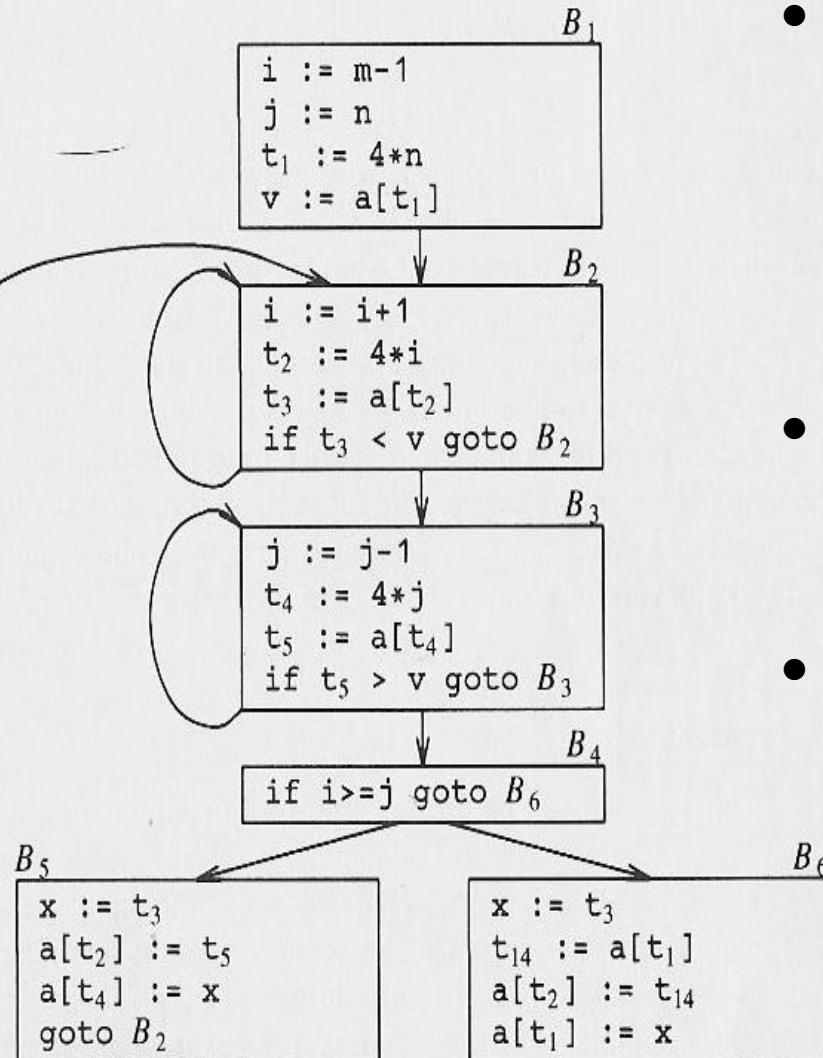 B₁
i := m-1
j := n
t₁ := 4*n
v := a[t₁]
B₂
i := i+1
t₂ := 4*i
t₃ := a[t₂]
if t₃ < v goto B₂
B₃
j := j-1
t₄ := 4*j
t₅ := a[t₄]
if t₅ > v goto B₃
B₄
if i>=j goto B₆
B₅
x := t₃
a[t₂] := t₅
a[t₄] := x
goto B₂
B₆
x := t₃
t₁₄ := a[t₁]
a[t₂] := t₁₄
a[t₁] := x